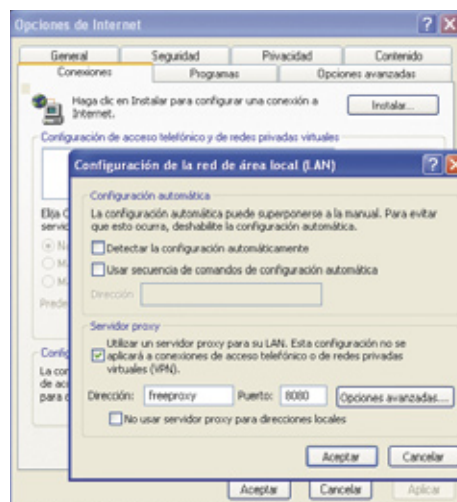 Opciones de Internet
General Seguridad Privacidad Contenido
Conexiones Programas Opciones avanzadas
Haga clic en Instalar para configurar una conexión a
Internet.
Instalar...
Configuración de acceso telefónico y de redes privadas virtuales
Configuración de la red de área local (LAN)
Configuración automática
La configuración automática puede superponerse a la manual. Para evitar
que esto ocurra, deshabilite la configuración automática.
Detectar la configuración automáticamente
Usar secuencia de comandos de configuración automática
Dirección
Servidor proxy
Utilizar un servidor proxy para su LAN. Esta configuración no se
aplicará a conexiones de acceso telefónico o de redes privadas
virtuales (VPN).
Dirección: freeproxy Puerto: 8080 Opciones avanzadas...
No usar servidor proxy para direcciones locales
Aceptar Cancelar
Aceptar Cancelar Aplicar